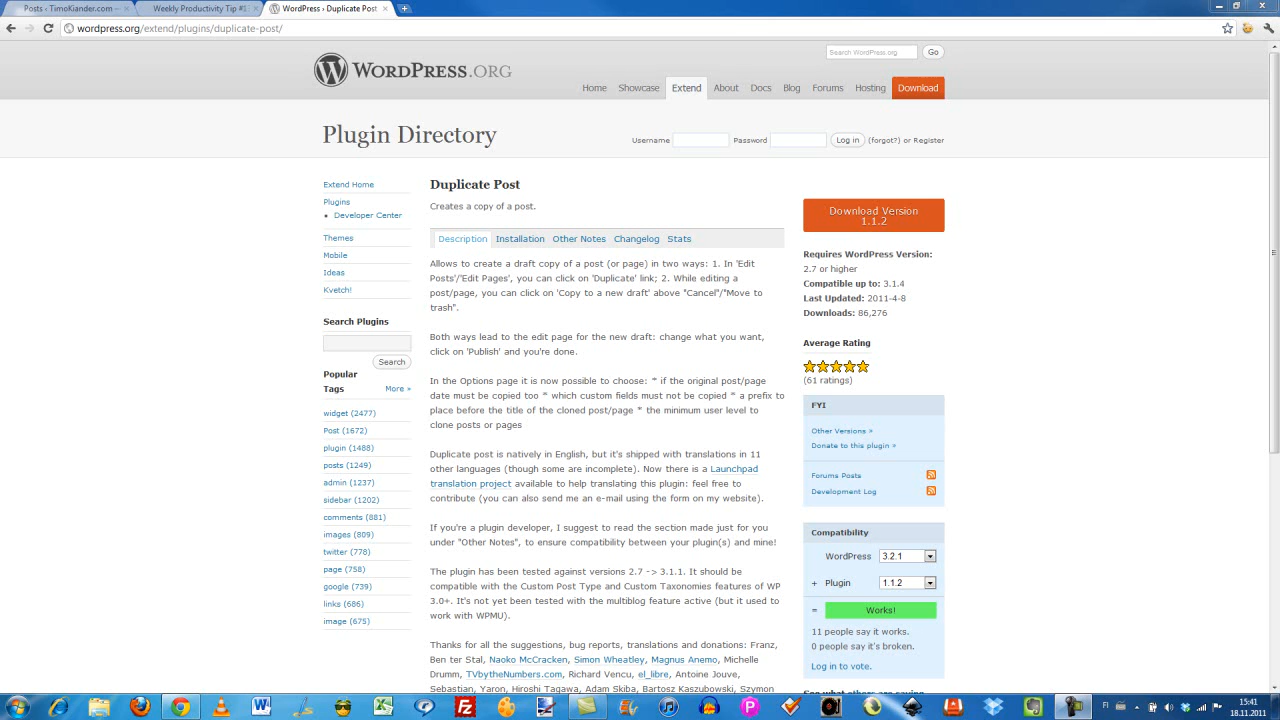 Posts ‹ TimoKiander.com —
Weekly Productivity Tip #1
WordPress › Duplicate Post
wordpress.org/extend/plugins/duplicate-post/
Search WordPress.org
Go
WORDPRESS.ORG
Home Showcase Extend About Docs Blog Forums Hosting Download
Plugin Directory
Username Password Log in (forgot?) or Register
Extend Home
Plugins
Developer Center
Themes
Mobile
Ideas
Kvetch!
Search Plugins
Search
Popular
Tags More »
widget (2477)
Post (1672)
plugin (1488)
posts (1249)
admin (1237)
sidebar (1202)
comments (881)
images (809)
twitter (778)
page (758)
google (739)
links (686)
image (675)
Duplicate Post
Creates a copy of a post.
Description Installation Other Notes Changelog Stats
Allows to create a draft copy of a post (or page) in two ways: 1. In 'Edit
Posts'/'Edit Pages', you can click on 'Duplicate' link; 2. While editing a
post/page, you can click on 'Copy to a new draft' above "Cancel"/"Move to
trash".
Both ways lead to the edit page for the new draft: change what you want,
click on 'Publish' and you're done.
In the Options page it is now possible to choose: * if the original post/page
date must be copied too * which custom fields must not be copied * a prefix to
place before the title of the cloned post/page * the minimum user level to
clone posts or pages
Duplicate post is natively in English, but it's shipped with translations in 11
other languages (though some are incomplete). Now there is a Launchpad
translation project available to help translating this plugin: feel free to
contribute (you can also send me an e-mail using the form on my website).
If you're a plugin developer, I suggest to read the section made just for you
under "Other Notes", to ensure compatibility between your plugin(s) and mine!
The plugin has been tested against versions 2.7 -> 3.1.1. It should be
compatible with the Custom Post Type and Custom Taxonomies features of WP
3.0+. It's not yet been tested with the multiblog feature active (but it used to
work with WPMU).
Thanks for all the suggestions, bug reports, translations and donations: Franz,
Ben ter Stal, Naoko McCracken, Simon Wheatley, Magnus Anemo, Michelle
Drumm, TVbytheNumbers.com, Richard Vencu, el_libre, Antoine Jouve,
Sebastian, Yaron, Hiroshi Tagawa, Adam Skiba, Bartosz Kaszubowski, Szymon
Download Version
1.1.2
Requires WordPress Version:
2.7 or higher
Compatible up to: 3.1.4
Last Updated: 2011-4-8
Downloads: 86,276
Average Rating
(61 ratings)
FYI
Other Versions »
Donate to this plugin »
Forums Posts
Development Log
Compatibility
WordPress 3.2.1
+ Plugin 1.1.2
= Works!
11 people say it works.
0 people say it's broken.
Log in to vote.
See what others are saying
FI
15:41
18.11.2011